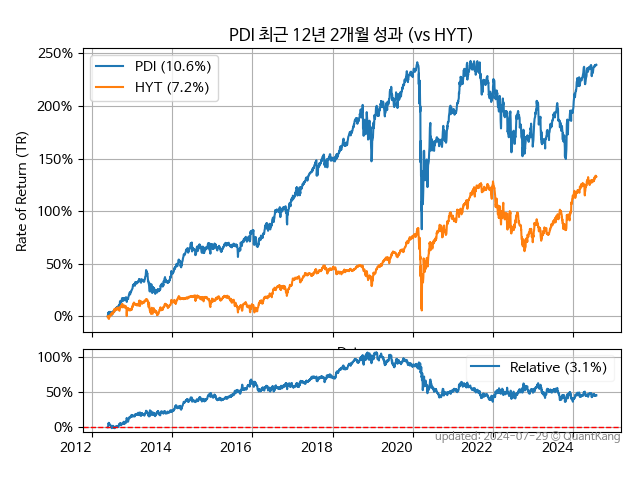 PDI 최근 12년 2개월 성과 (vs HYT)
250%
200%
150%
100%
50%
0%
Rate of Return (TR)
PDI (10.6%)
HYT (7.2%)
100%
50%
0%
Relative (3.1%)
2012 2014 2016 2018 2020 2022 2024
updated: 2024-07-29 © QuantKang